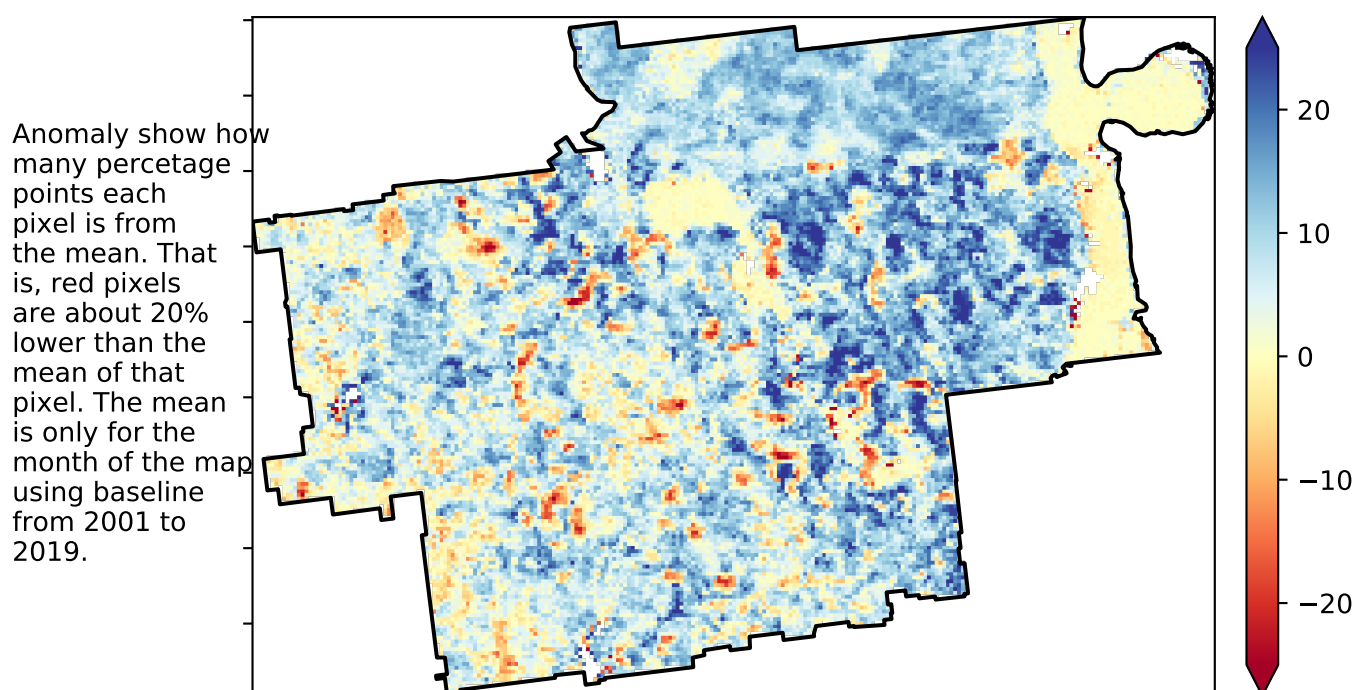 Anomaly show how
many percetage
points each
pixel is from
the mean. That
is, red pixels
are about 20%
lower than the
mean of that
pixel. The mean
is only for the
month of the map
using baseline
from 2001 to
2019.
20
10
0
−10
−20